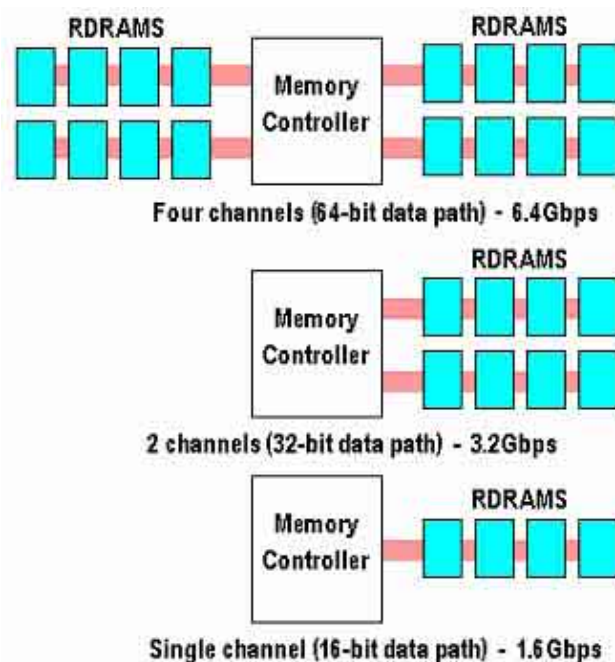 RDRAMS
RDRAMS
Memory
Controller
Four channels (64-bit data path) - 6.4Gbps
RDRAMS
Memory
Controller
2 channels (32-bit data path) - 3.2Gbps
RDRAMS
Memory
Controller
Single channel (16-bit data path) - 1.6Gbps